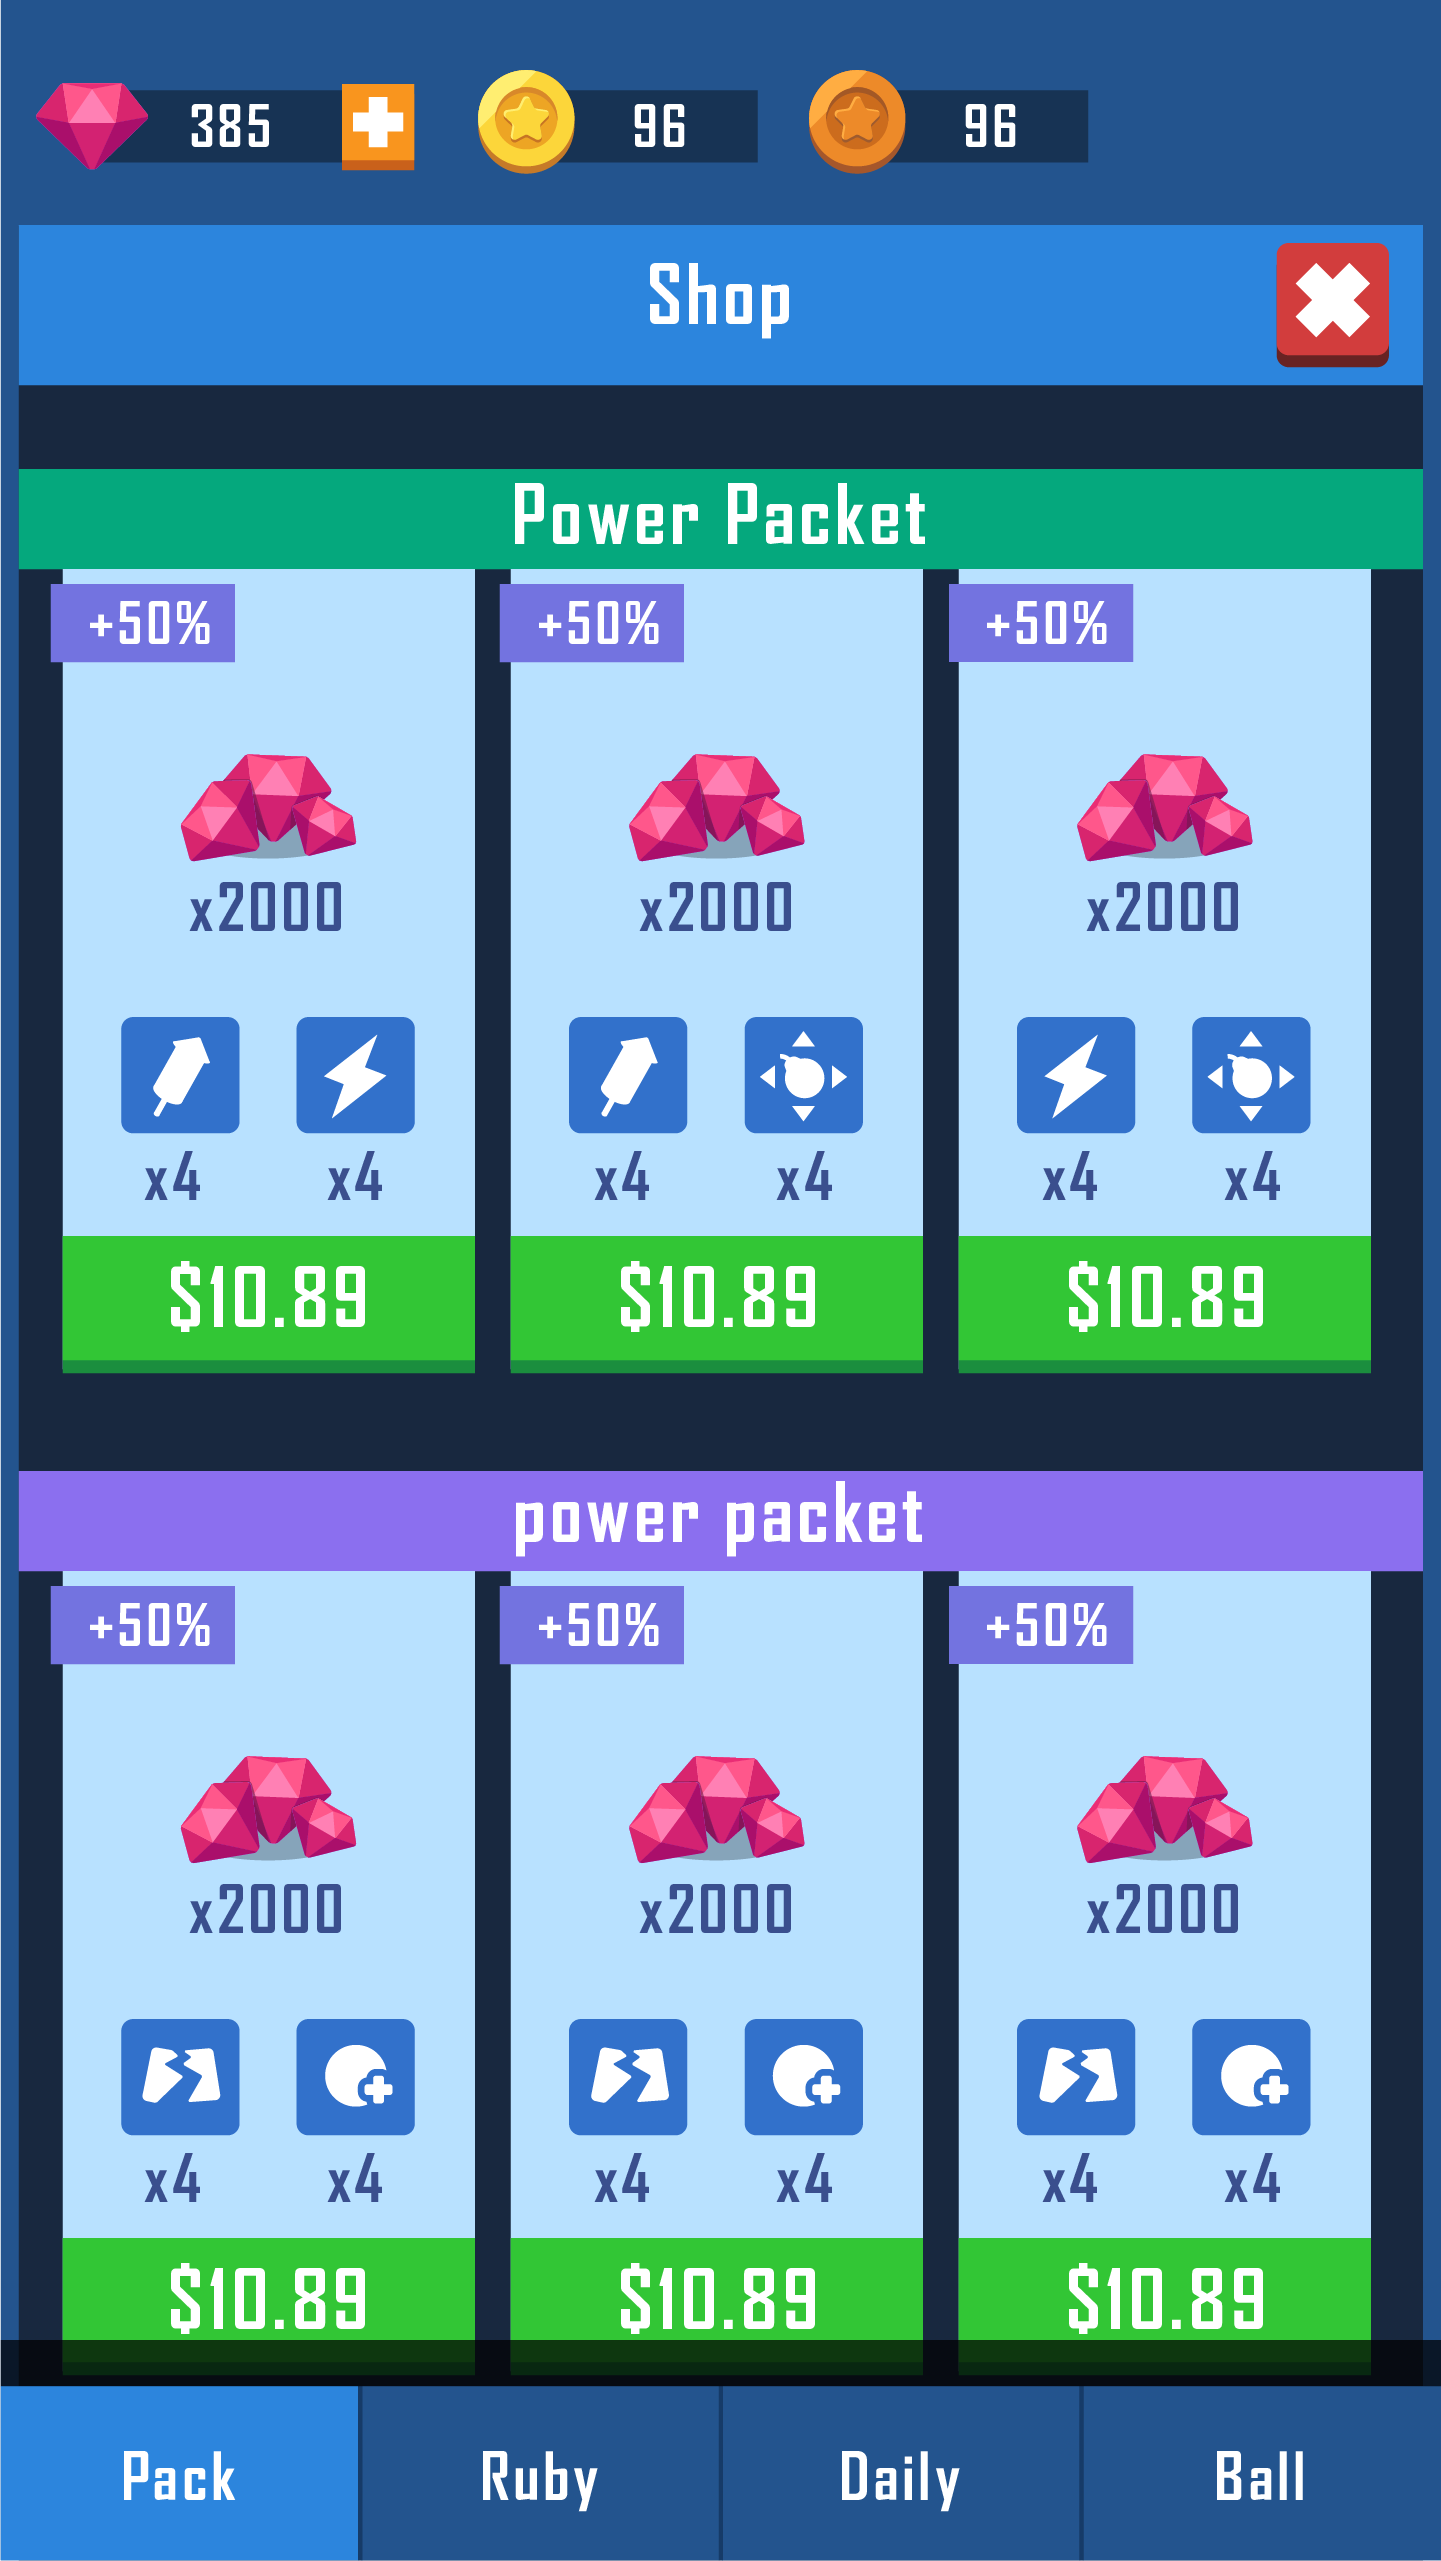 385 96 96
Shop
Power Packet
+50% +50% +50%
x2000 x2000 x2000
x4 x4 x4 x4 x4 x4
$10.89 $10.89 $10.89
power packet
+50% +50% +50%
x2000 x2000 x2000
x4 x4 x4 x4 x4 x4
$10.89 $10.89 $10.89
Pack Ruby Daily Ball